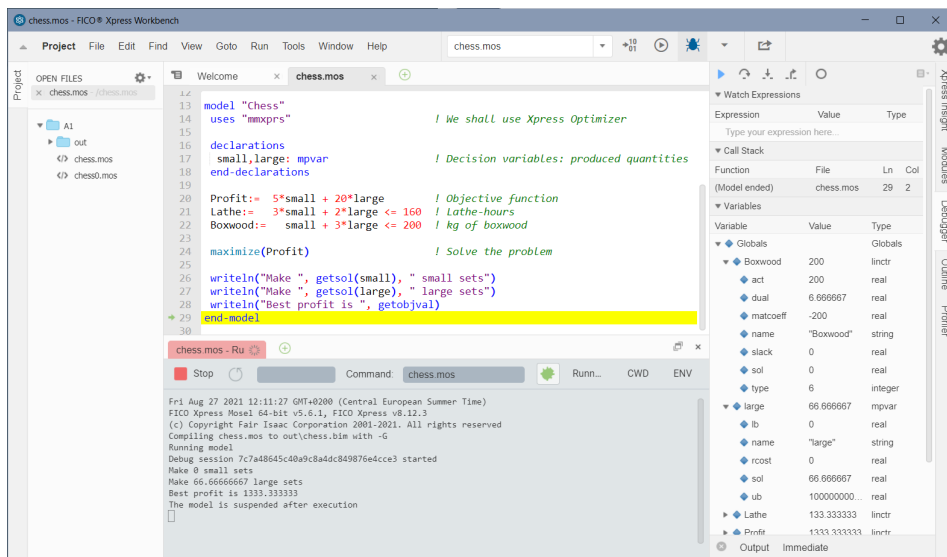 chess.mos - FICO® Xpress Workbench
Project File Edit Find View Goto Run Tools Window Help chess.mos
Project
OPEN FILES
× chess.mos - /chess.mos
A1
out
chess.mos
chess0.mos
Welcome × chess.mos ×
12
13 model "Chess"
14 uses "mmxprs" ! We shall use Xpress Optimizer
15
16 declarations
17 small,large: mpvar ! Decision variables: produced quantities
18 end-declarations
19
20 Profit:= 5*small + 20*large ! Objective function
21 Lathe:= 3*small + 2*large <= 160 ! Lathe-hours
22 Boxwood:= small + 3*large <= 200 ! kg of boxwood
23
24 maximize(Profit) ! Solve the problem
25
26 writeln("Make ", getsol(small), " small sets")
27 writeln("Make ", getsol(large), " large sets")
28 writeln("Best profit is ", getobjval)
29 end-model
30
chess.mos - Ru
Stop Command: chess.mos Runn... CWD ENV
Fri Aug 27 2021 12:11:27 GMT+0200 (Central European Summer Time)
FICO Xpress Mosel 64-bit v5.6.1, FICO Xpress v8.12.3
(c) Copyright Fair Isaac Corporation 2001-2021. All rights reserved
Compiling chess.mos to out\chess.bim with -G
Running model
Debug session 7c7a48645c40a9c8a4dc849876e4cce3 started
Make 0 small sets
Make 66.66666667 large sets
Best profit is 1333.333333
The model is suspended after execution
Watch Expressions
Expression Value Type
Type your expression here...
Call Stack
Function File Ln Col
(Model ended) chess.mos 29 2
Variables
Variable Value Type
Globals Globals
Boxwood 200 linctr
act 200 real
dual 6.666667 real
matcoeff -200 real
name "Boxwood" string
slack 0 real
sol 0 real
type 6 integer
large 66.666667 mpvar
lb 0 real
name "large" string
rcost 0 real
sol 66.666667 real
ub 100000000... real
Lathe 133.333333 linctr
Profit 1333.333333 linctr
Output Immediate
Xpress Insight
Modules
Debugger
Outline
Profiler